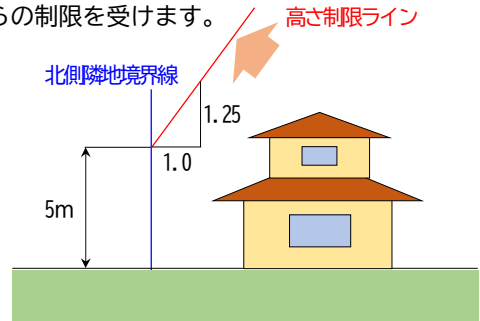 らの制限を受けます。
高さ制限ライン
北側隣地境界線
1.25
1.0
5m